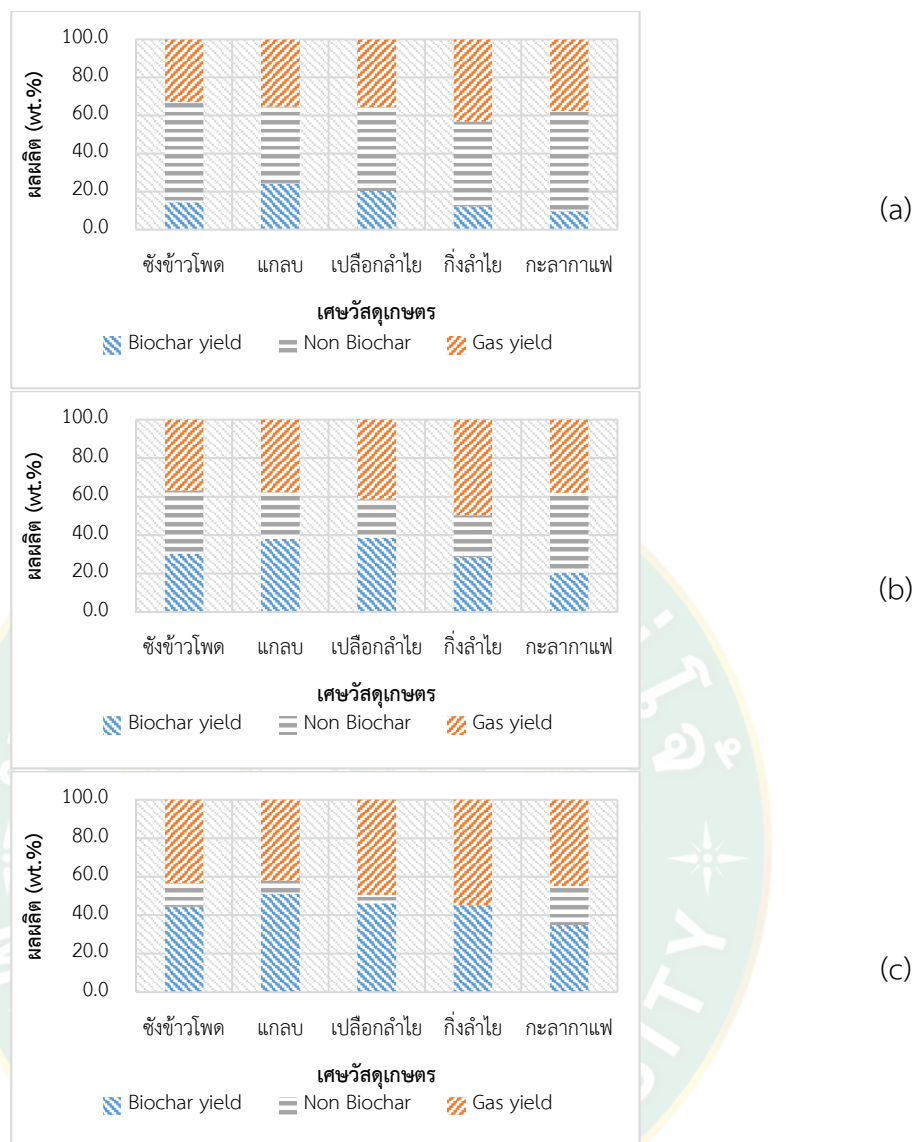 100.0
80.0
60.0
40.0
20.0
0.0
ผลผลิต (wt.%)
ซังข้าวโพด แกลบ เปลือกลำไย กิ่งลำไย กะลากาแฟ
เศษวัสดุเกษตร
Biochar yield Non Biochar Gas yield
(a)
100.0
80.0
60.0
40.0
20.0
0.0
ผลผลิต (wt.%)
ซังข้าวโพด แกลบ เปลือกลำไย กิ่งลำไย กะลากาแฟ
เศษวัสดุเกษตร
Biochar yield Non Biochar Gas yield
(b)
100.0
80.0
60.0
40.0
20.0
0.0
ผลผลิต (wt.%)
ซังข้าวโพด แกลบ เปลือกลำไย กิ่งลำไย กะลากาแฟ
เศษวัสดุเกษตร
Biochar yield Non Biochar Gas yield
(c)